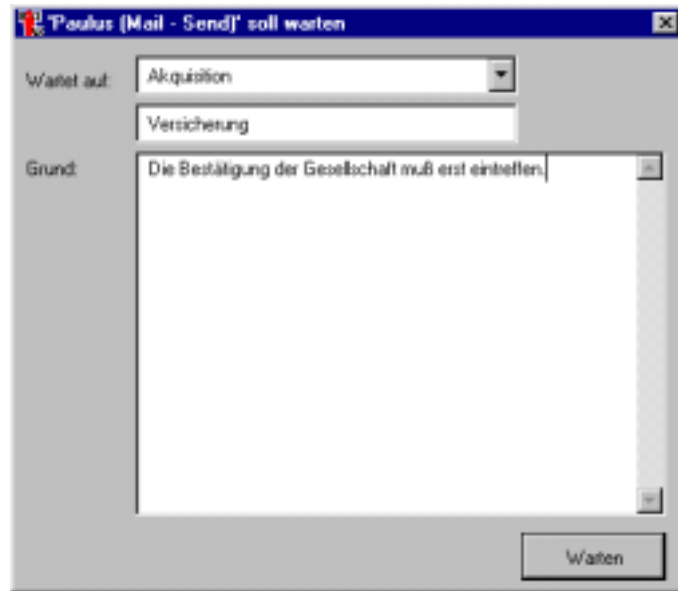 'Paulus (Mail - Send)' soll warten
Wartet auf: Akquisition
Versicherung
Grund: Die Bestätigung der Gesellschaft muß erst eintreffen.
Warten